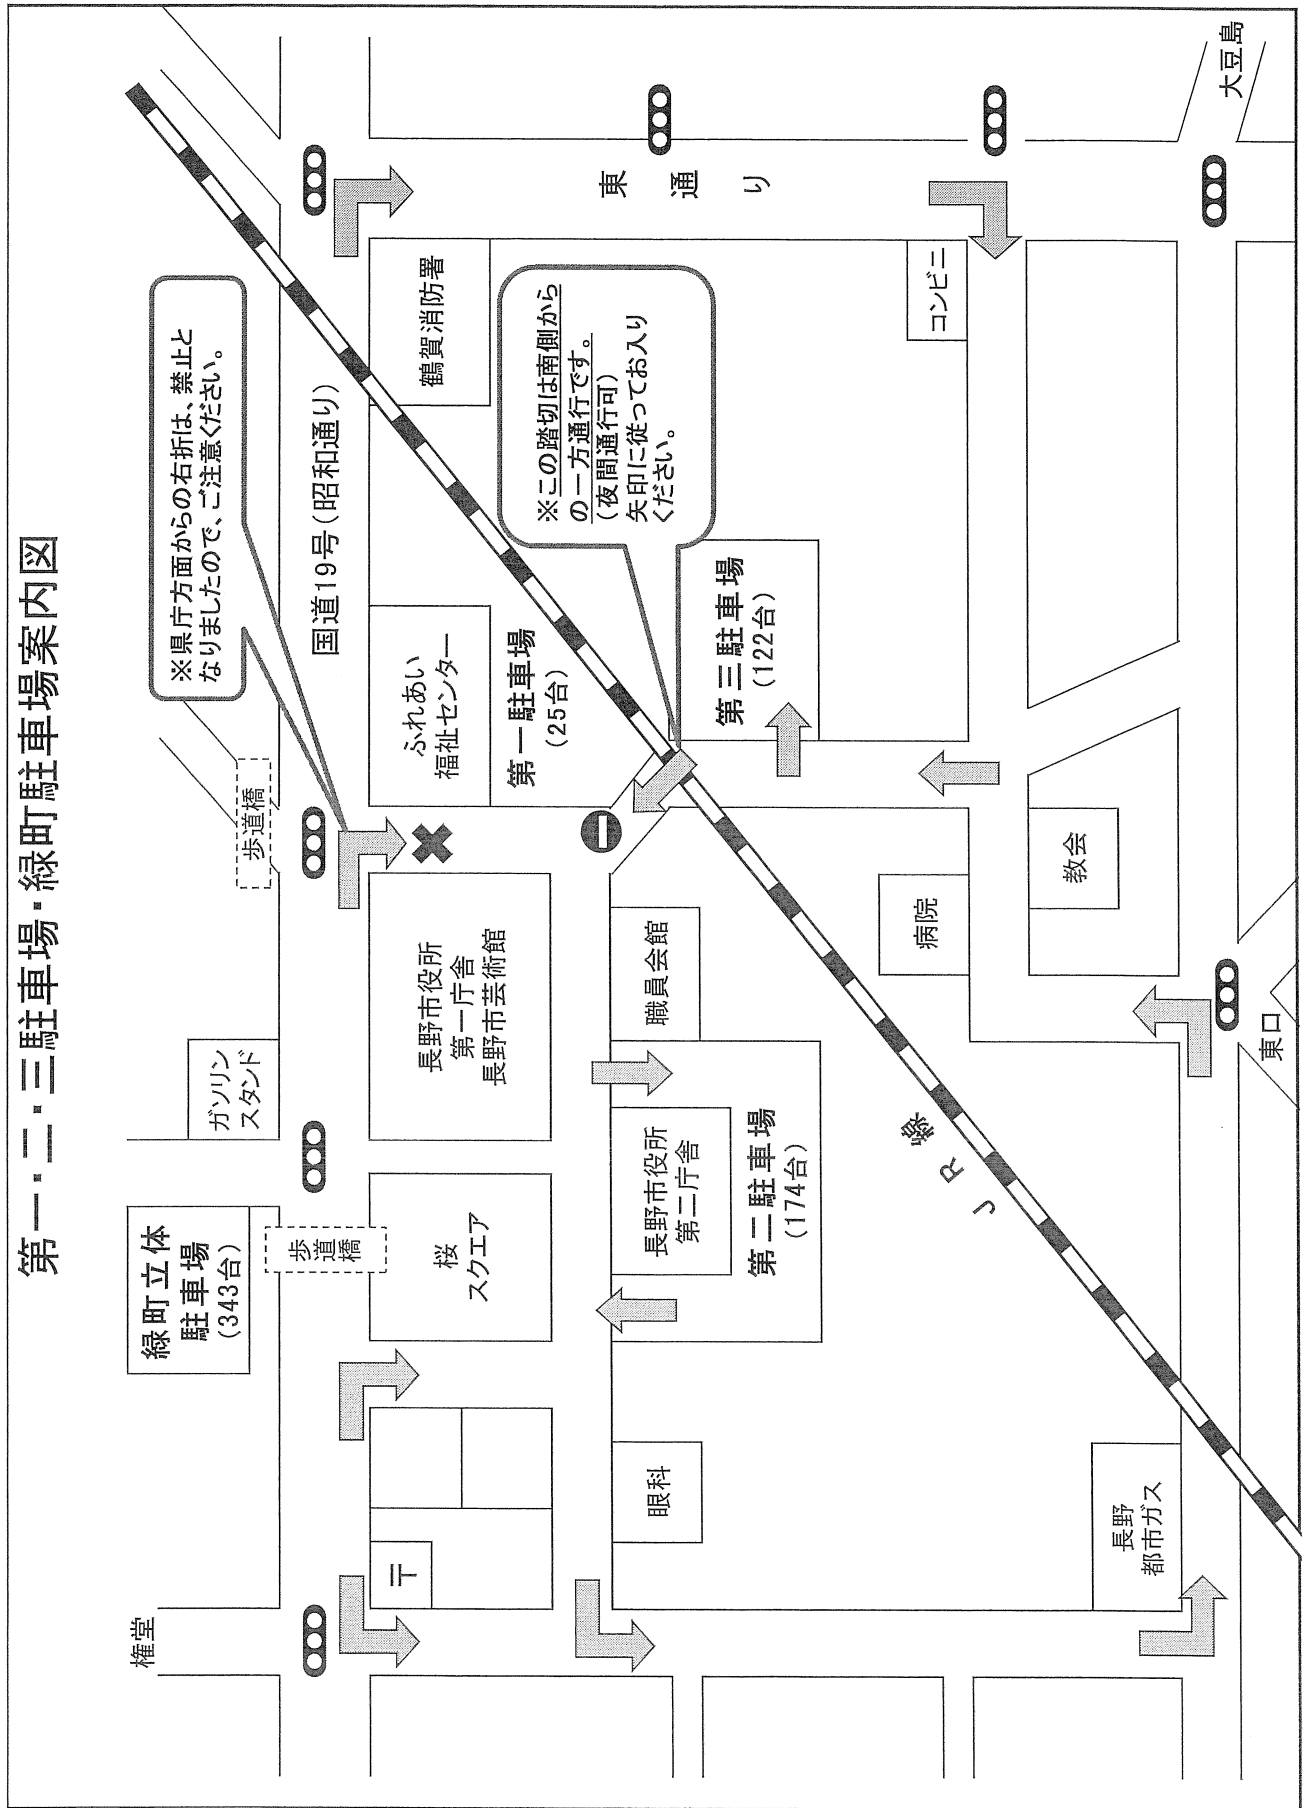 第一・二・三駐車場・緑町駐車場案内図
※県庁方面からの右折は、禁止と
なりましたので、ご注意ください。
権堂
緑町立体
駐車場
(343台)
ガソリン
スタンド
歩道橋
歩道橋
国道19号(昭和通り)
〒
桜
スクエア
長野市役所
第一庁舎
長野市芸術館
ふれあい
福祉センター
第一駐車場
(25台)
鶴賀消防署
※この踏切は南側から
の一方通行です。
(夜間通行可)
矢印に従ってお入り
ください。
東通り
眼科
長野市役所
第二庁舎
第二駐車場
(174台)
職員会館
第三駐車場
(122台)
JR線
病院
コンビニ
教会
長野
都市ガス
東口
大豆島